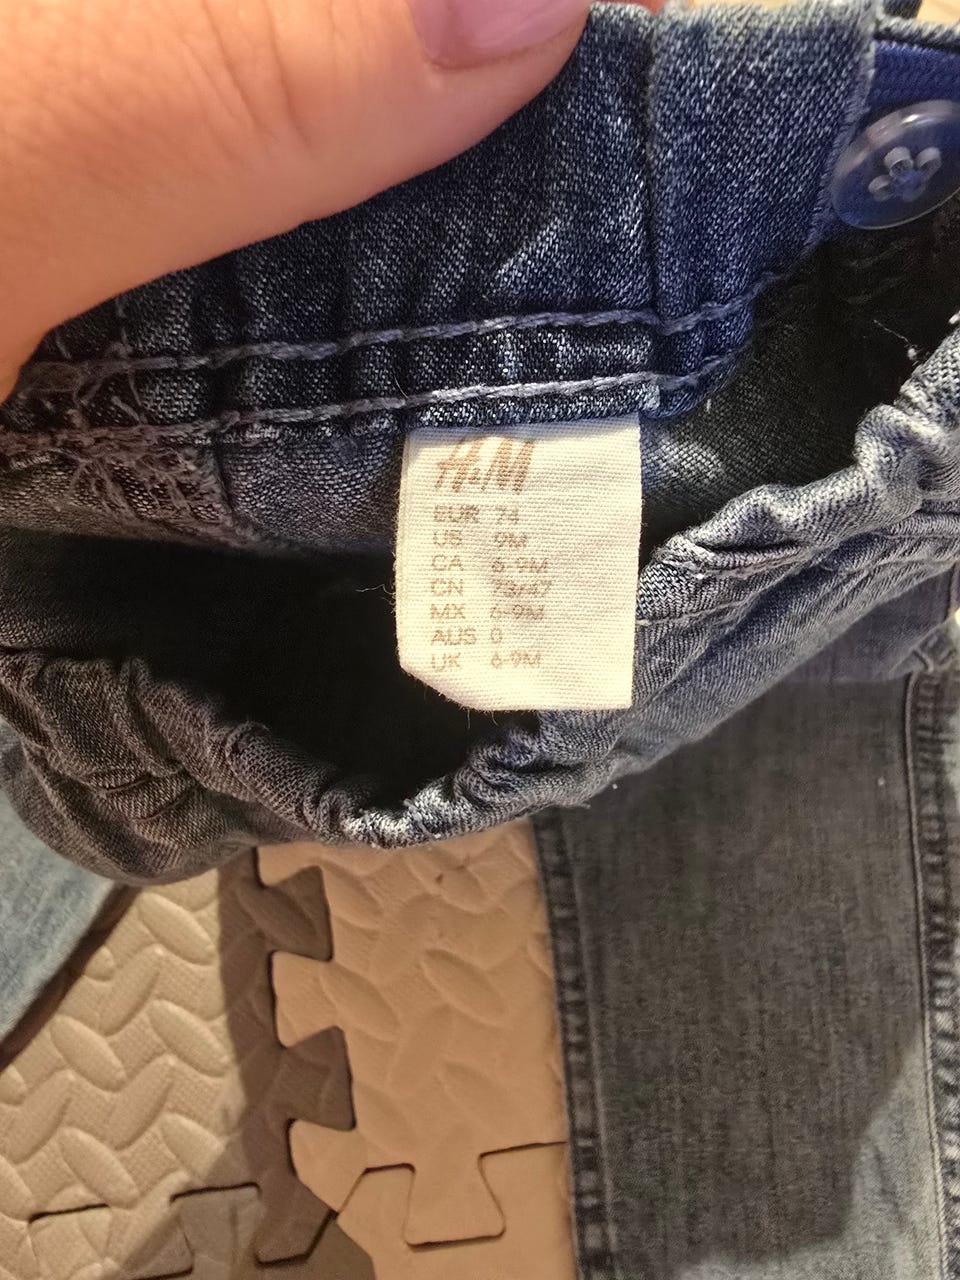 H&M
EUR 74
US 9M
CA 6-9M
CN 73/47
MX 6-9M
AUS 0
UK 6-9M